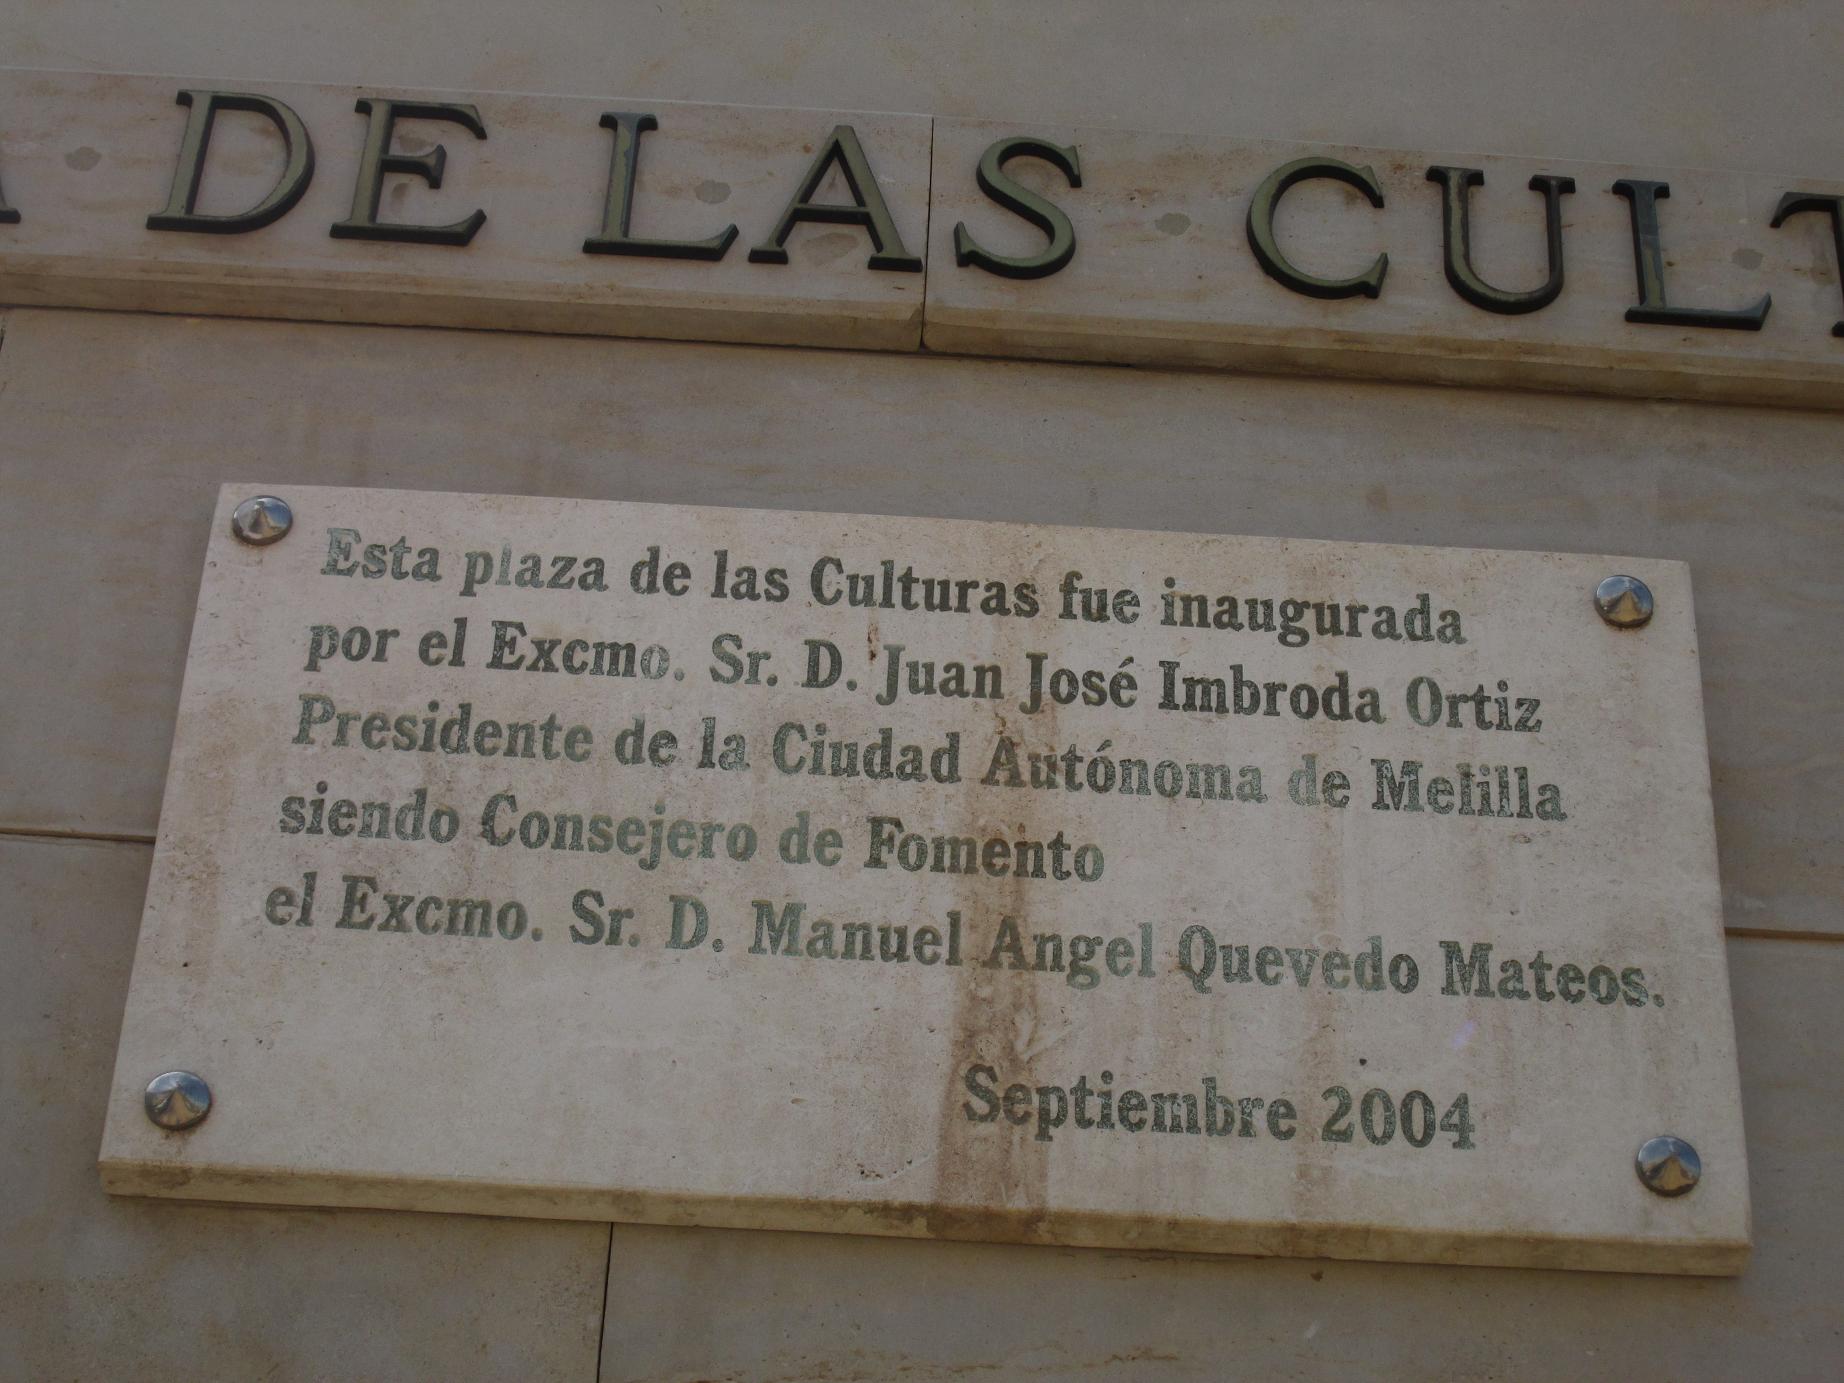 A DE LAS CULT
Esta plaza de las Culturas fue inaugurada
por el Excmo. Sr. D. Juan José Imbroda Ortiz
Presidente de la Ciudad Autónoma de Melilla
siendo Consejero de Fomento
el Excmo. Sr. D. Manuel Angel Quevedo Mateos.
Septiembre 2004